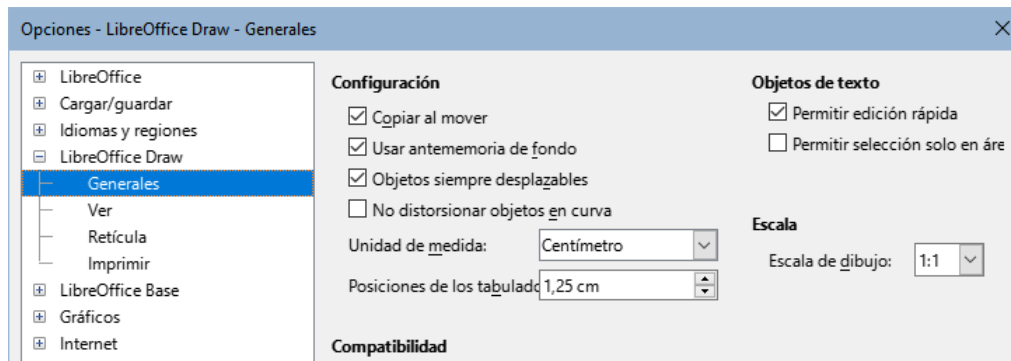 Opciones - LibreOffice Draw - Generales
LibreOffice
Cargar/guardar
Idiomas y regiones
LibreOffice Draw
Generales
Ver
Retícula
Imprimir
LibreOffice Base
Gráficos
Internet
Configuración
Copiar al mover
Usar antememoria de fondo
Objetos siempre desplazables
No distorsionar objetos en curva
Unidad de medida: Centímetro
Posiciones de los tabulado 1,25 cm
Compatibilidad
Objetos de texto
Permitir edición rápida
Permitir selección solo en áre
Escala
Escala de dibujo: 1:1